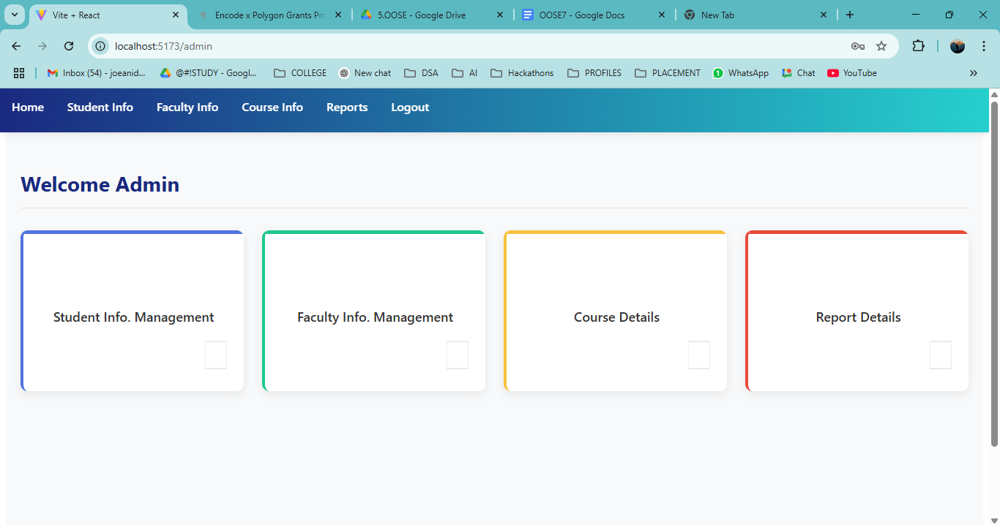 Vite + React
Encode x Polygon Grants Pro
5.OOSE - Google Drive
OOSE7 - Google Docs
New Tab
localhost:5173/admin
Inbox (54) - joeanid...
@#!STUDY - Googl...
COLLEGE
New chat
DSA
AI
Hackathons
PROFILES
PLACEMENT
1
WhatsApp
Chat
YouTube
Home
Student Info
Faculty Info
Course Info
Reports
Logout
Welcome Admin
Student Info. Management
Faculty Info. Management
Course Details
Report Details